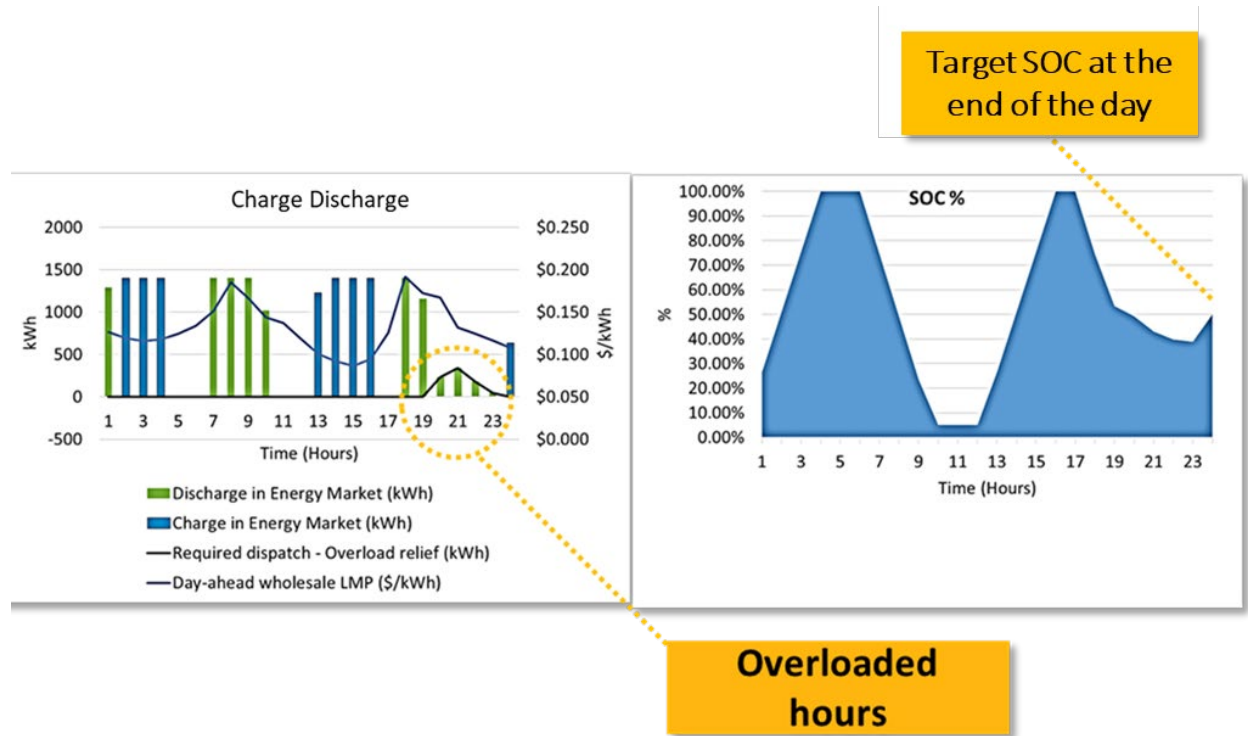 Target SOC at the
end of the day
Charge Discharge
2000
1500
1000
500
0
-500
kWh
$0.250
$0.200
$0.150
$0.100
$0.050
$0.000
$/kWh
1 3 5 7 9 11 13 15 17 19 21 23
Time (Hours)
Discharge in Energy Market (kWh)
Charge in Energy Market (kWh)
Required dispatch - Overload relief (kWh)
Day-ahead wholesale LMP ($/kWh)
SOC %
100.00%
90.00%
80.00%
70.00%
60.00%
50.00%
40.00%
30.00%
20.00%
10.00%
0.00%
%
1 3 5 7 9 11 13 15 17 19 21 23
Time (Hours)
Overloaded
hours